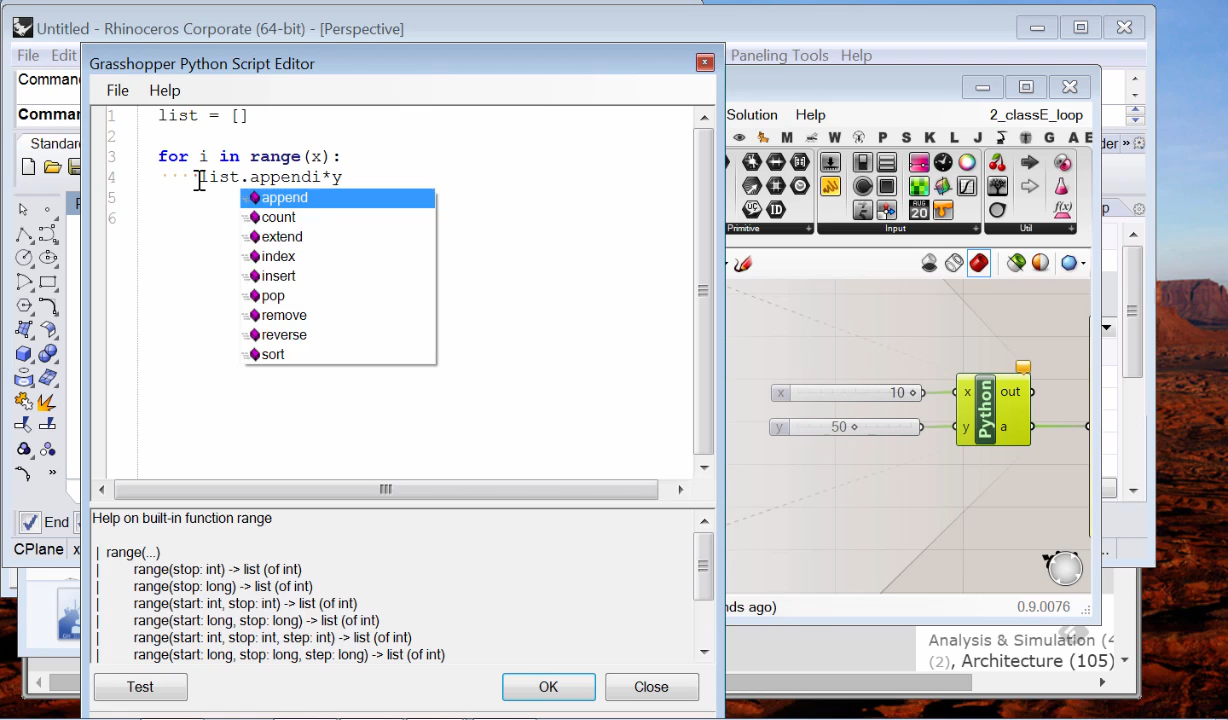 Untitled - Rhinoceros Corporate (64-bit) - [Perspective]
File Edit
Paneling Tools Help
Grasshopper Python Script Editor
File Help
Solution Help
2_classE_loop
1 list = []
2
3 for i in range(x):
4 ····list.appendi*y
5
6
append
count
extend
index
insert
pop
remove
reverse
sort
M W P S K L J G A E
UC ID AUG 20 f(x)
Primitive Input Util
x 10
y 50
x out
Python
y a
End
CPlane x
Help on built-in function range
| range(...)
| range(stop: int) -> list (of int)
| range(stop: long) -> list (of int)
| range(start: int, stop: int) -> list (of int)
| range(start: long, stop: long) -> list (of int)
| range(start: int, stop: int, step: int) -> list (of int)
| range(start: long, stop: long, step: long) -> list (of int)
0.9.0076
Analysis & Simulation
(2), Architecture (105)
Test OK Close